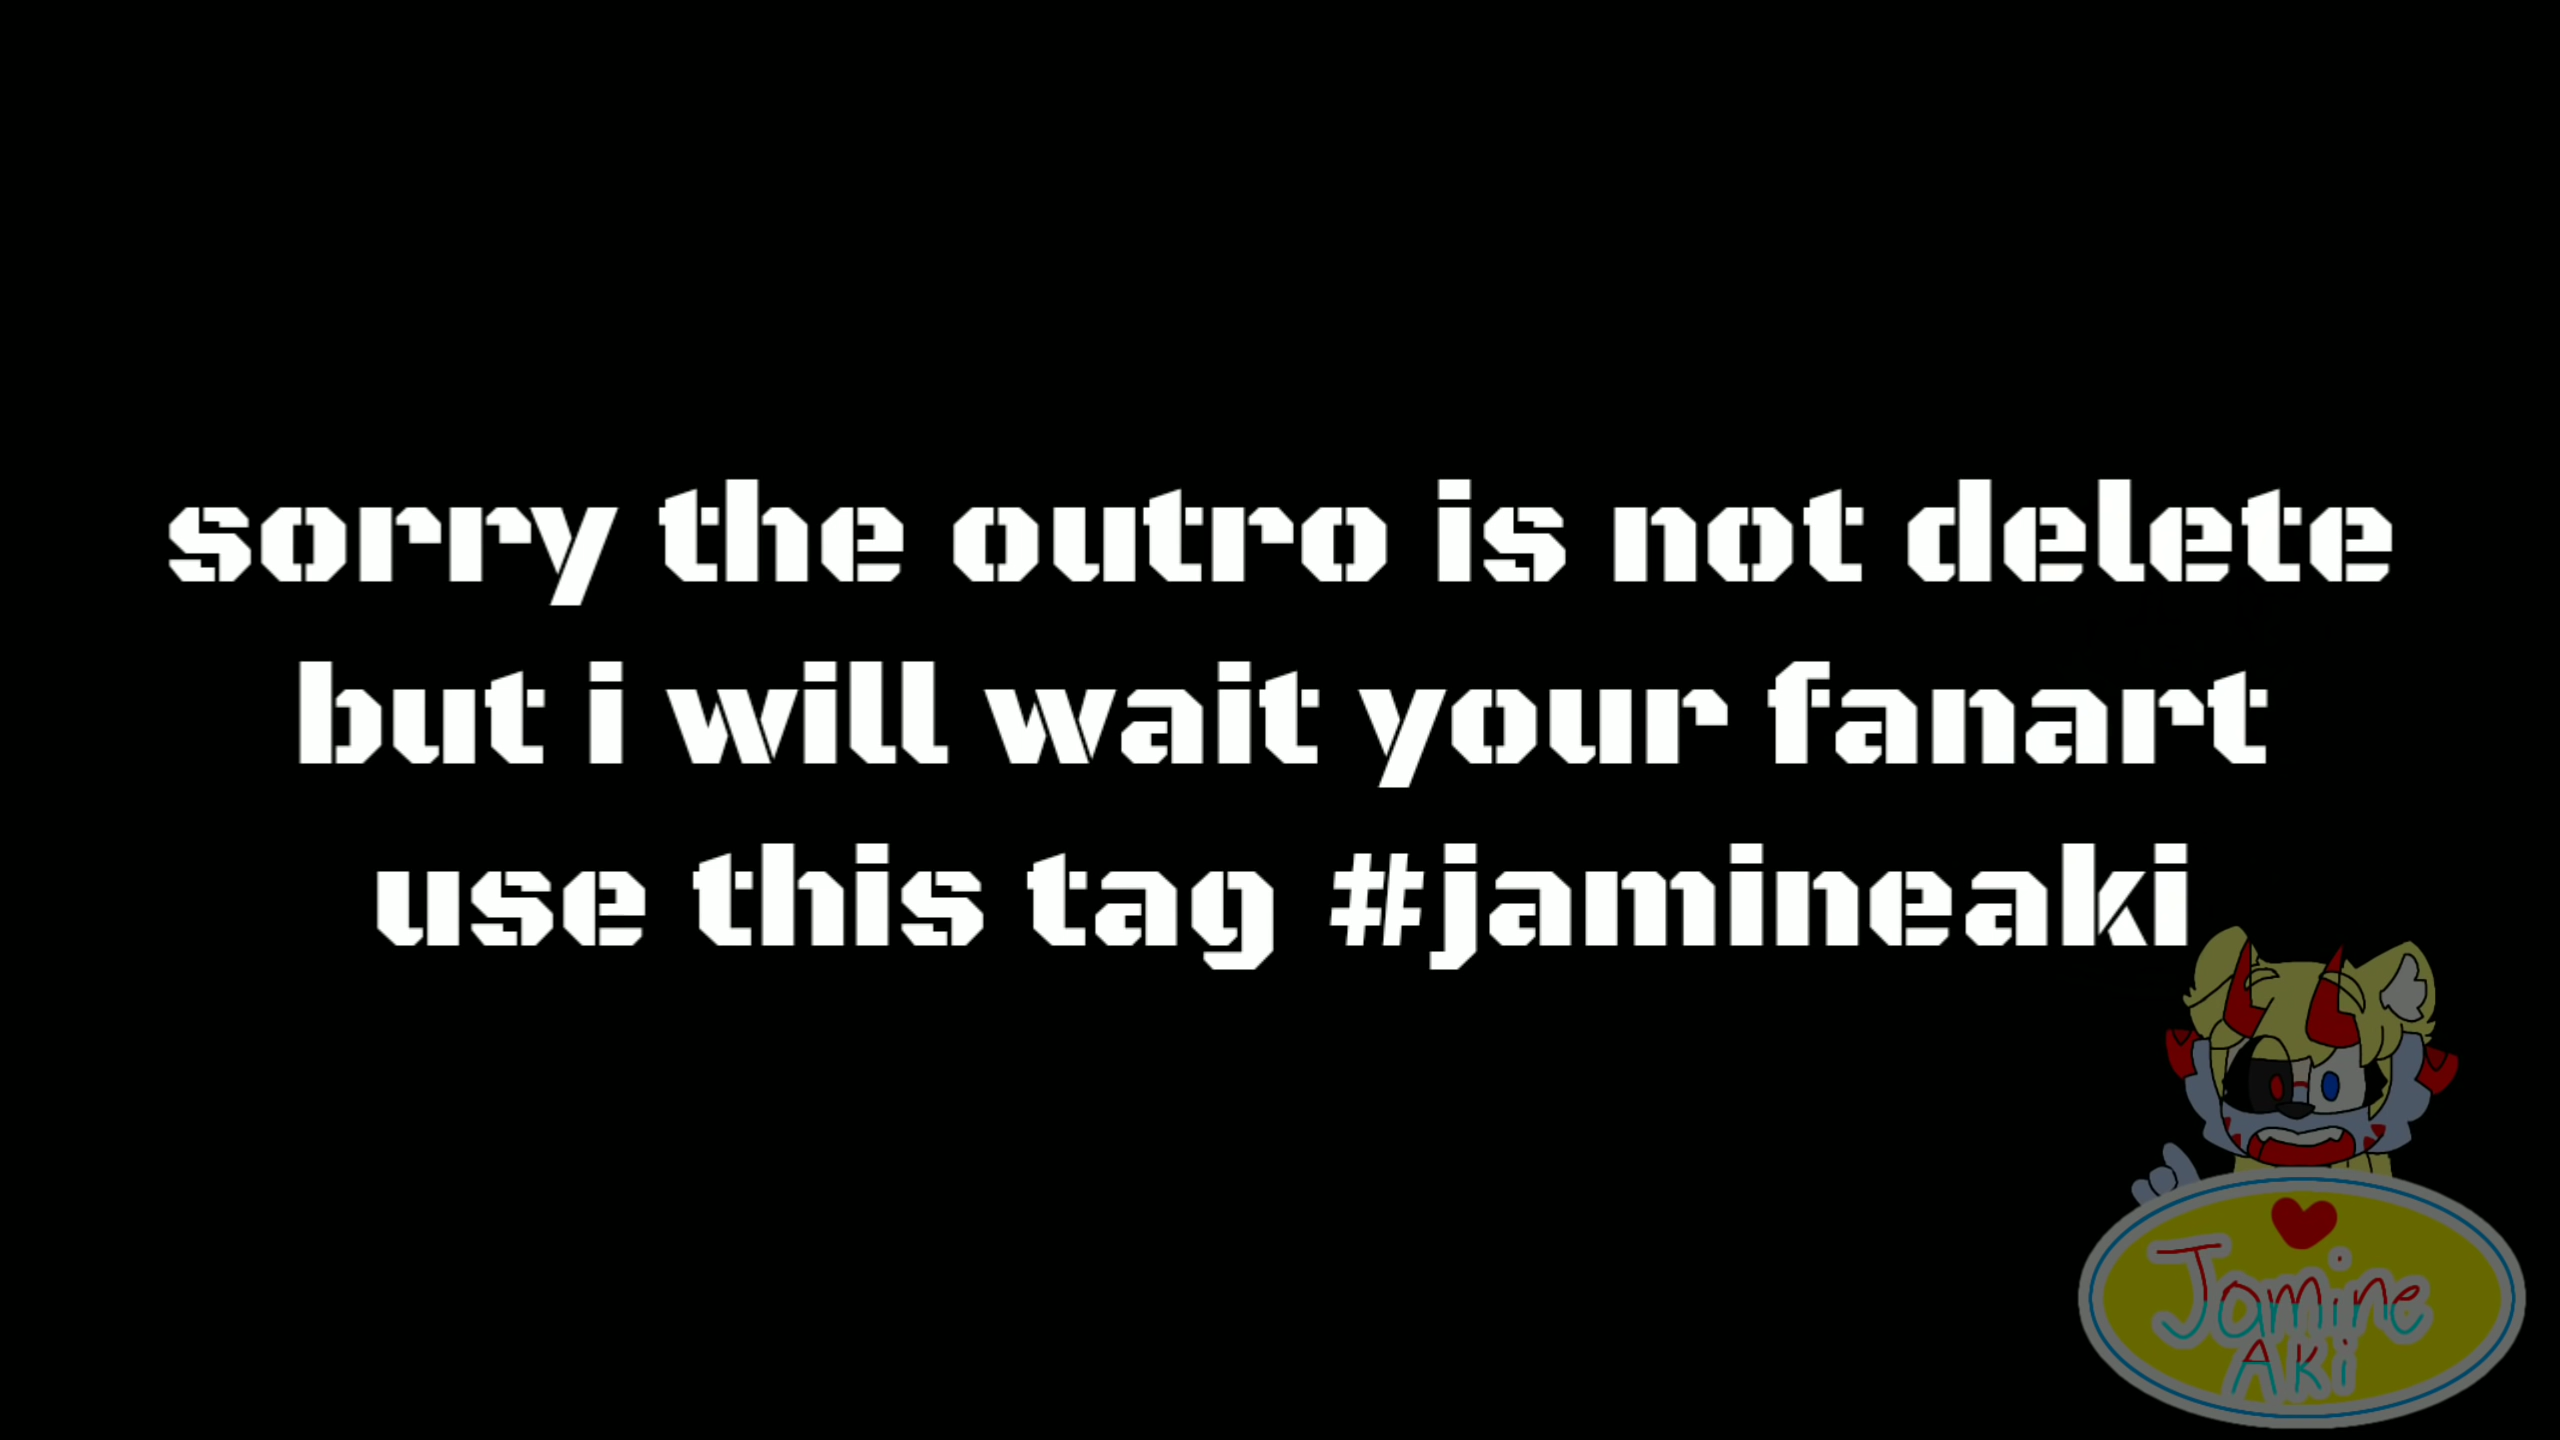 sorry the outro is not delete
but i will wait your fanart
use this tag #jamineaki
Jamine
Aki